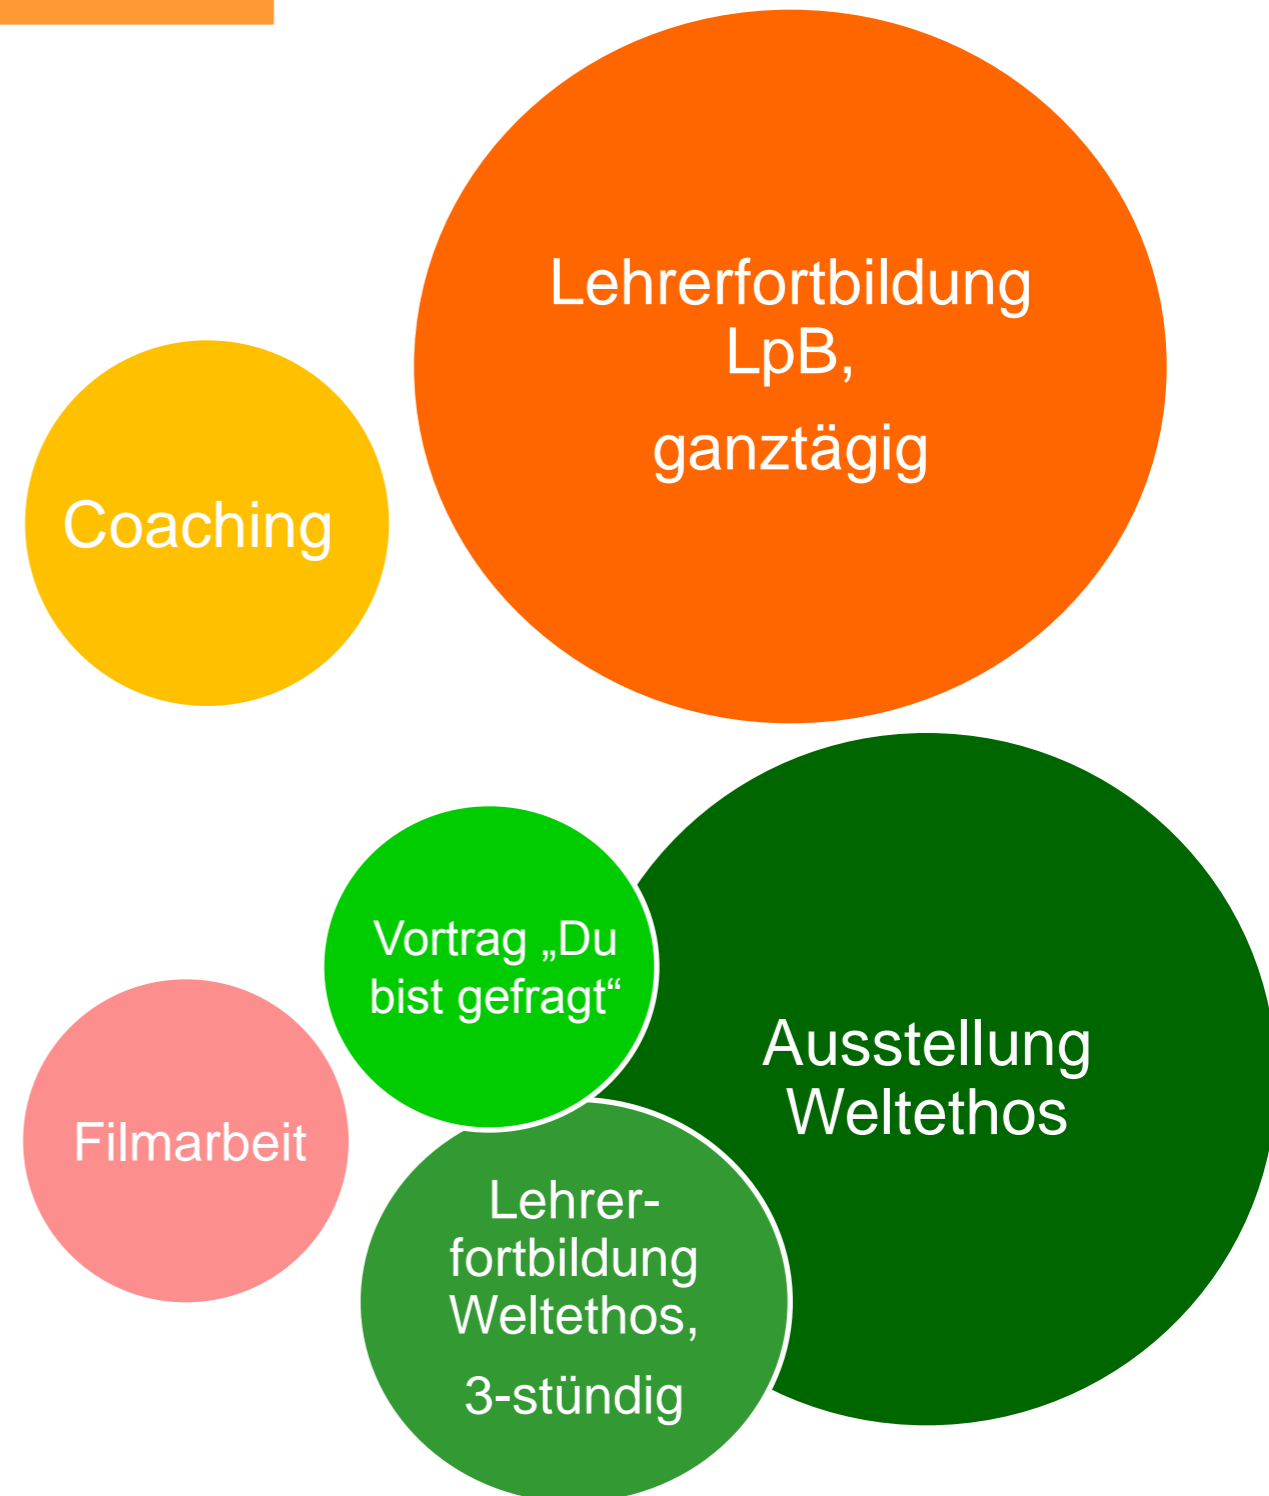 Lehrerfortbildung
LpB,
ganztägig
Coaching
Vortrag „Du
bist gefragt“
Ausstellung
Weltethos
Filmarbeit
Lehrer-
fortbildung
Weltethos,
3-stündig